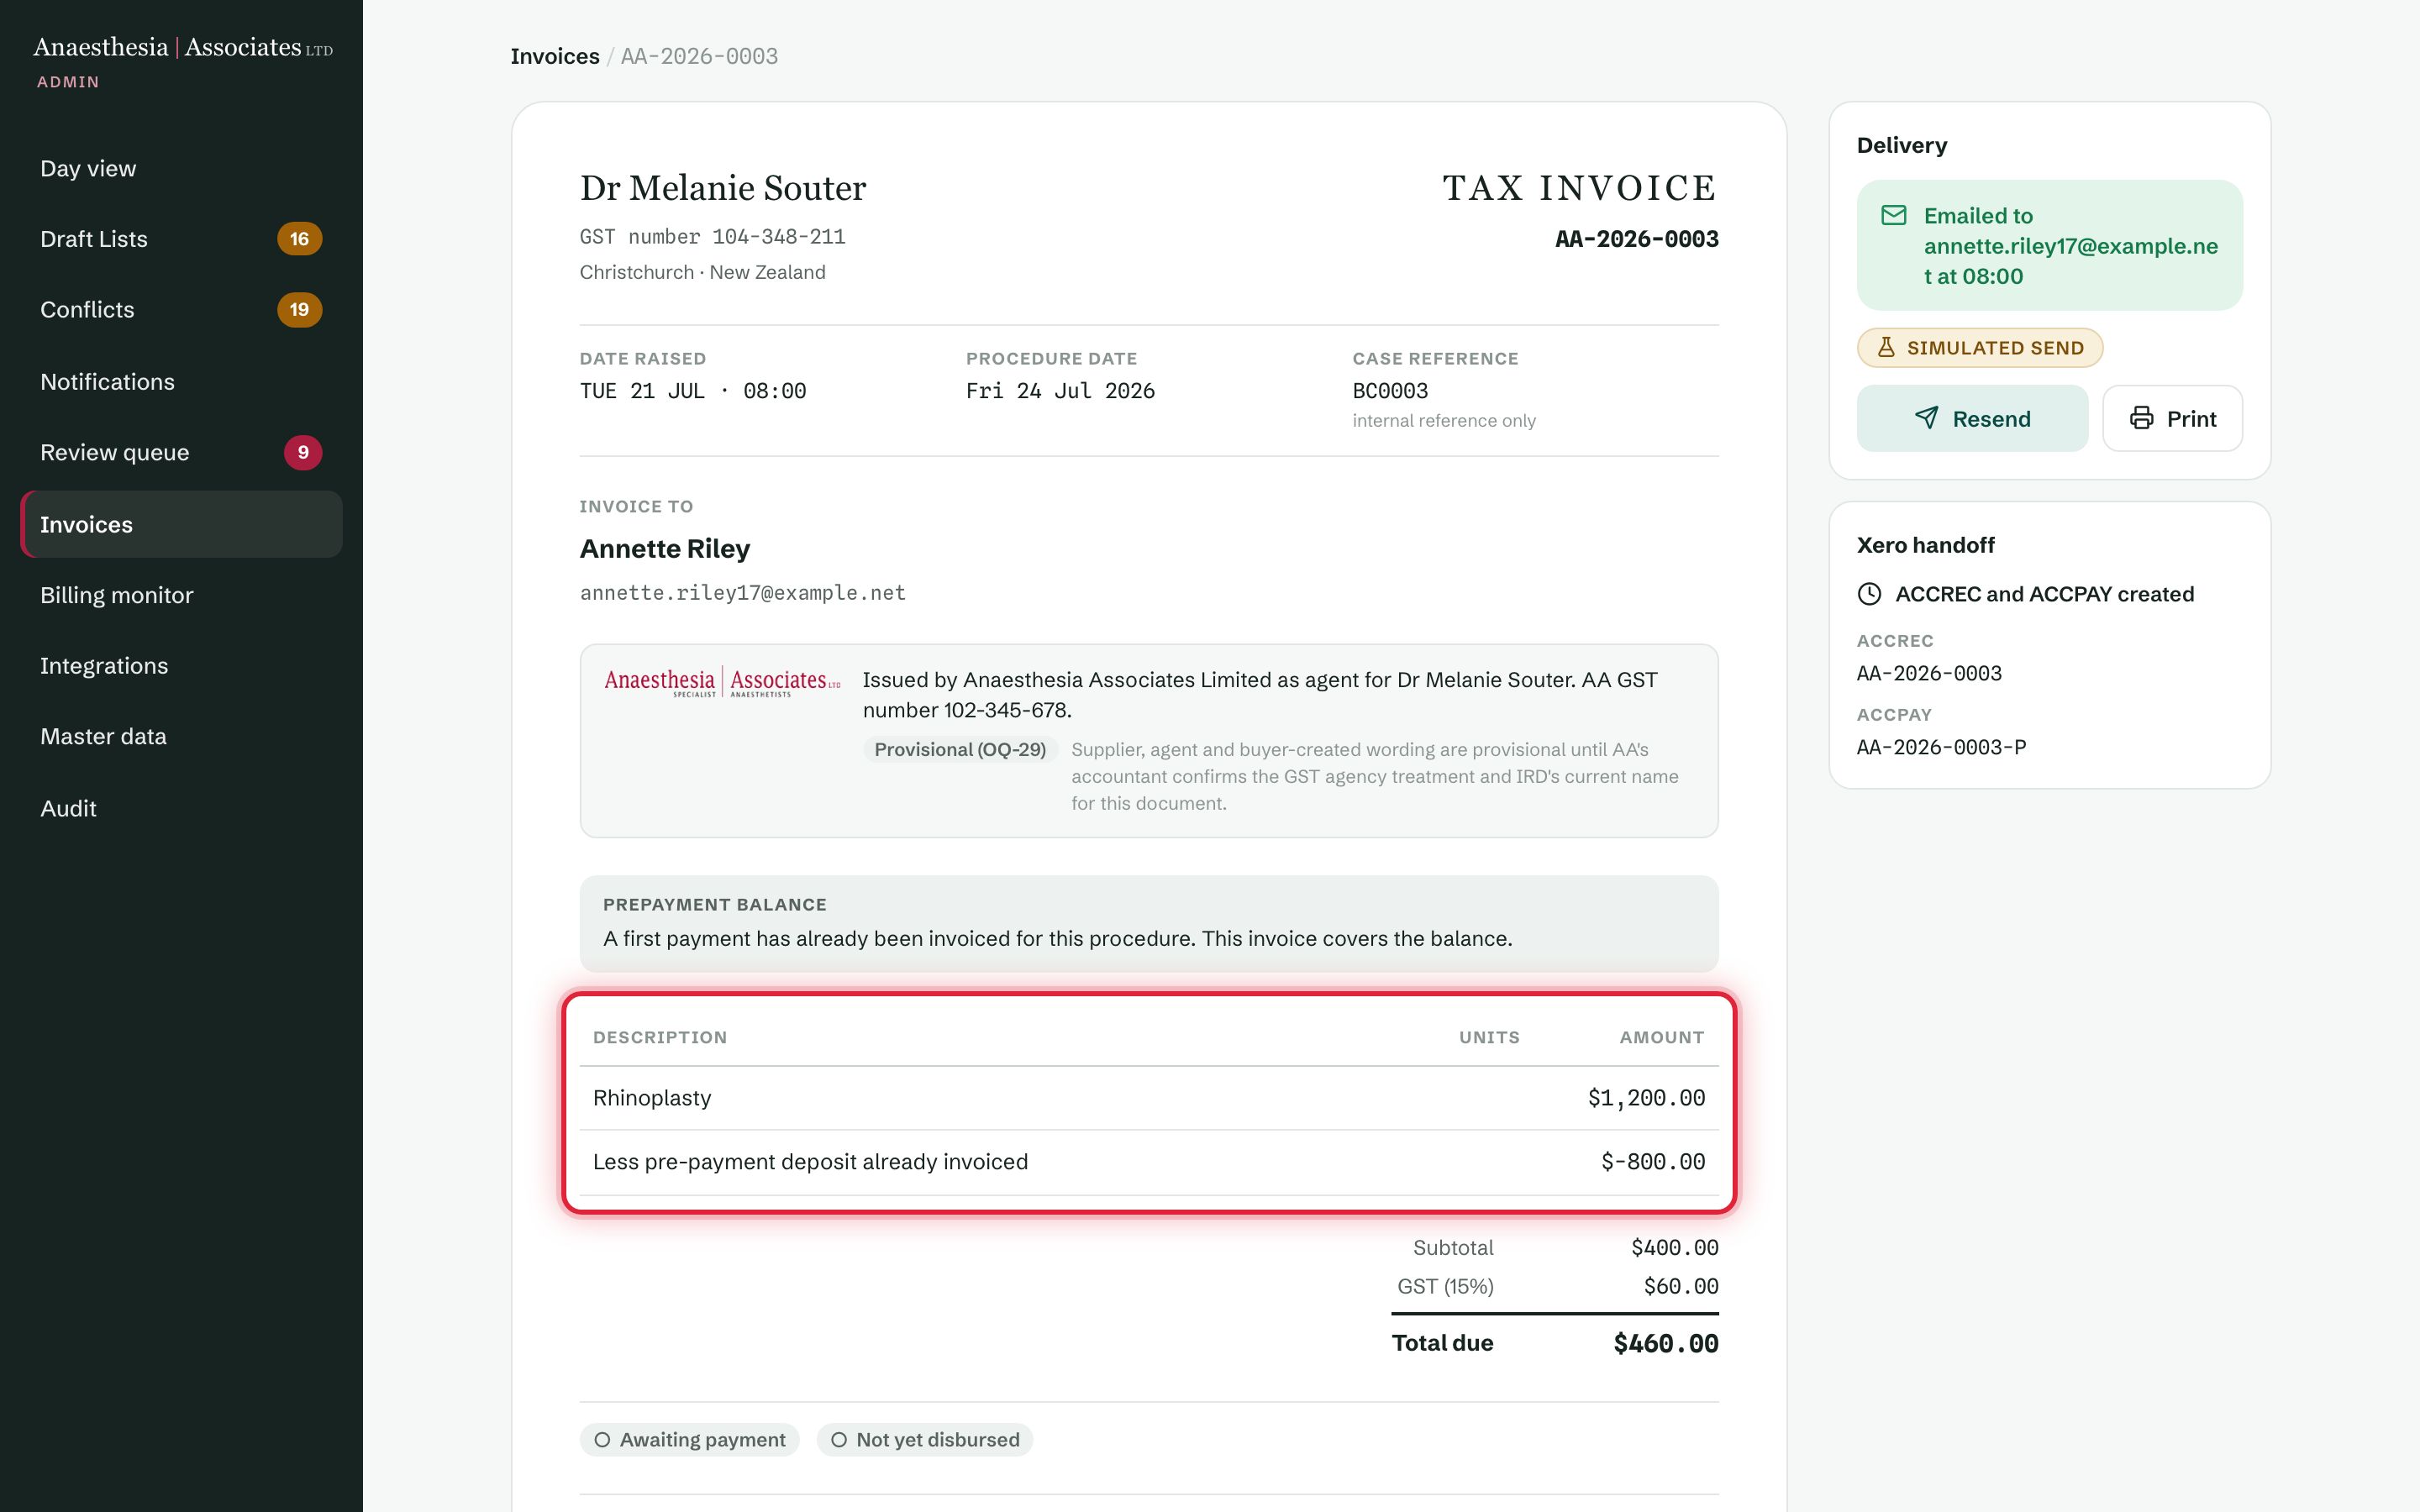 Anaesthesia | Associates LTD
ADMIN
Day view
Draft Lists 16
Conflicts 19
Notifications
Review queue 9
Invoices
Billing monitor
Integrations
Master data
Audit
Invoices / AA-2026-0003
Dr Melanie Souter
GST number 104-348-211
Christchurch · New Zealand
TAX INVOICE
AA-2026-0003
DATE RAISED
TUE 21 JUL · 08:00
PROCEDURE DATE
Fri 24 Jul 2026
CASE REFERENCE
BC0003
internal reference only
INVOICE TO
Annette Riley
annette.riley17@example.net
Anaesthesia | Associates LTD
SPECIALIST ANAESTHETISTS
Issued by Anaesthesia Associates Limited as agent for Dr Melanie Souter. AA GST
number 102-345-678.
Provisional (OQ-29)
Supplier, agent and buyer-created wording are provisional until AA's
accountant confirms the GST agency treatment and IRD's current name
for this document.
PREPAYMENT BALANCE
A first payment has already been invoiced for this procedure. This invoice covers the balance.
DESCRIPTION UNITS AMOUNT
Rhinoplasty $1,200.00
Less pre-payment deposit already invoiced $-800.00
Subtotal $400.00
GST (15%) $60.00
Total due $460.00
Awaiting payment
Not yet disbursed
Delivery
Emailed to
annette.riley17@example.ne
t at 08:00
SIMULATED SEND
Resend
Print
Xero handoff
ACCREC and ACCPAY created
ACCREC
AA-2026-0003
ACCPAY
AA-2026-0003-P